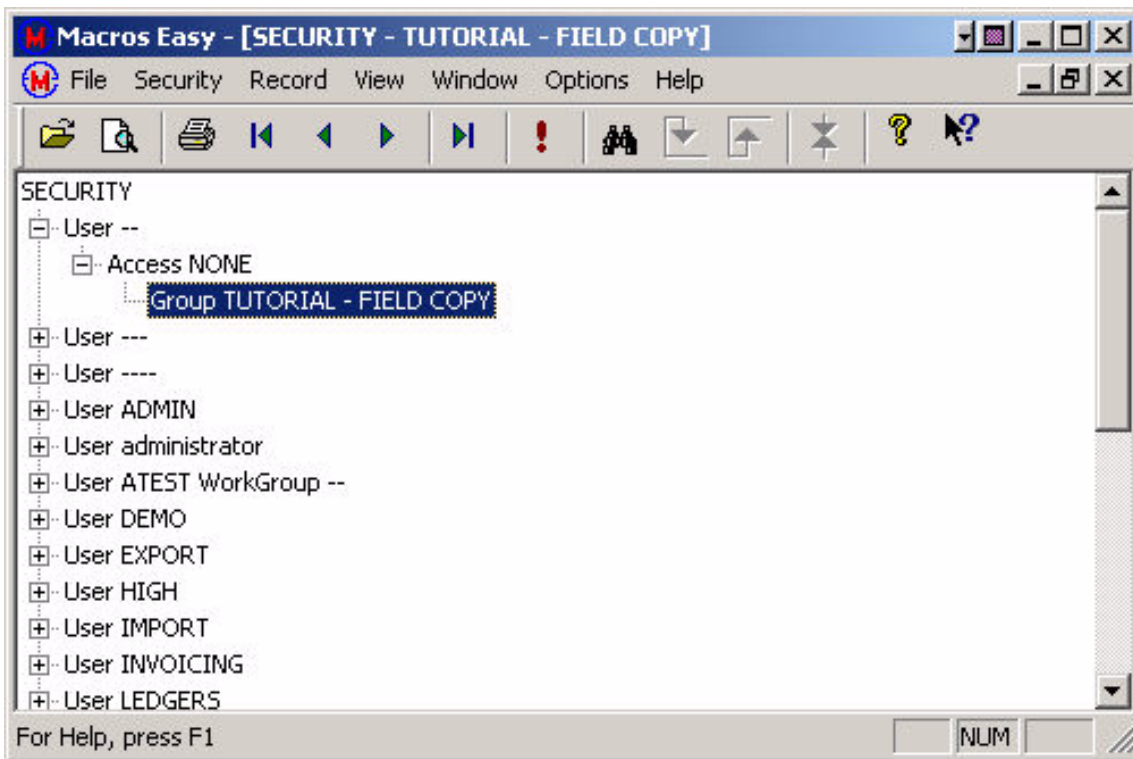 Macros Easy - [SECURITY - TUTORIAL - FIELD COPY]
File Security Record View Window Options Help
SECURITY
User --
Access NONE
Group TUTORIAL - FIELD COPY
User ---
User ----
User ADMIN
User administrator
User ATEST WorkGroup --
User DEMO
User EXPORT
User HIGH
User IMPORT
User INVOICING
User LEDGERS
For Help, press F1 NUM